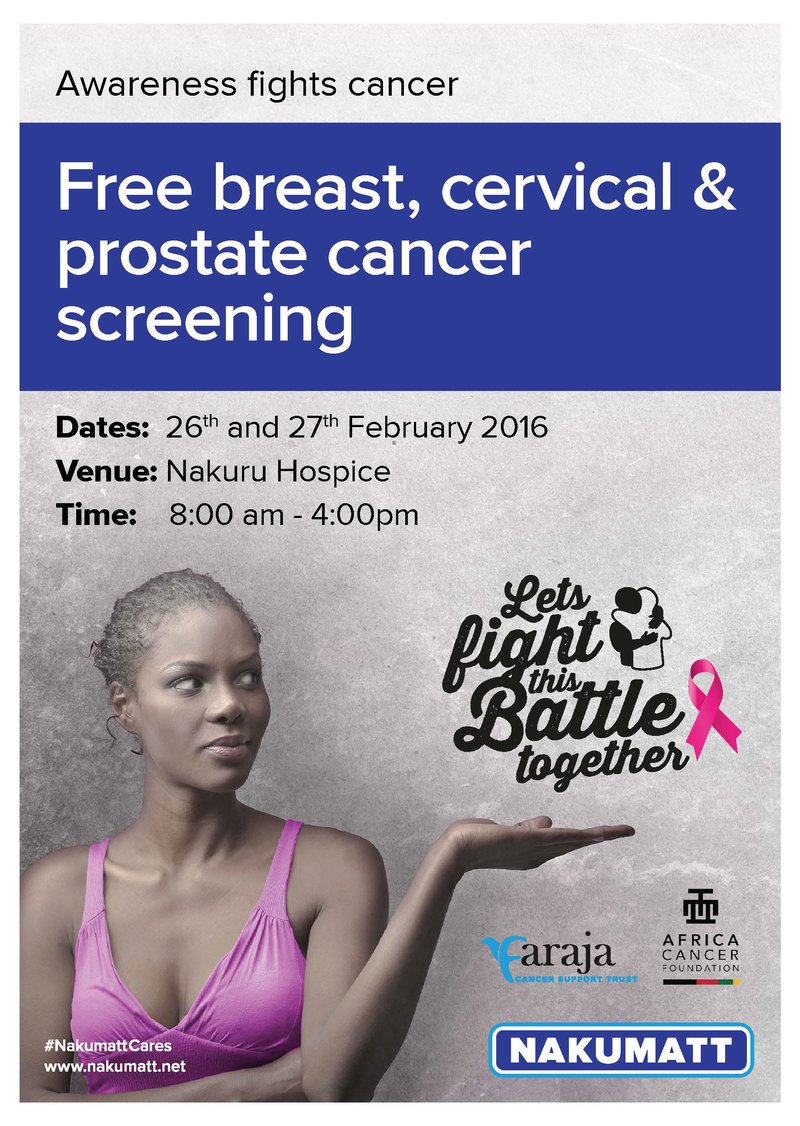 Awareness fights cancer
Free breast, cervical &
prostate cancer
screening
Dates: 26th and 27th February 2016
Venue: Nakuru Hospice
Time: 8:00 am - 4:00pm
Lets
fight
this
Battle
together
Faraja
CANCER SUPPORT TRUST
AFRICA
CANCER
FOUNDATION
#NakumattCares
www.nakumatt.net
NAKUMATT